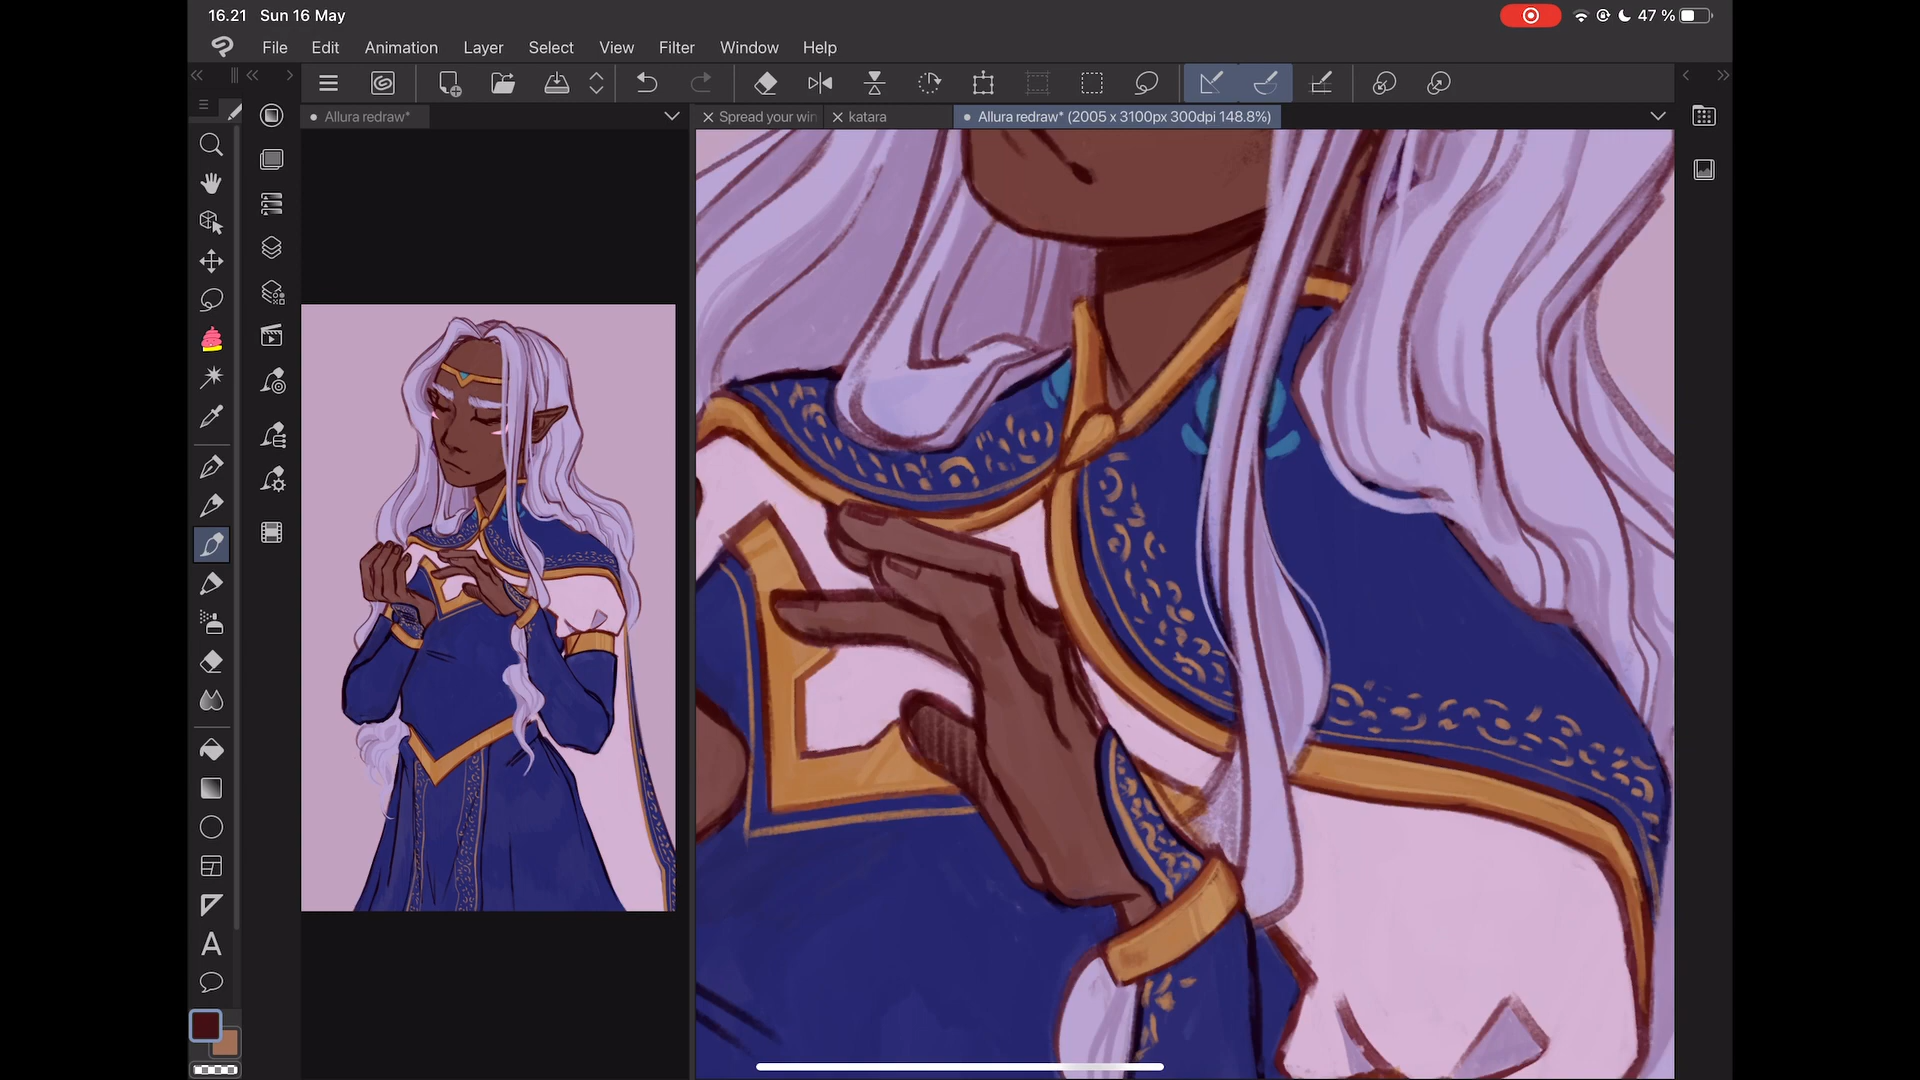 16.21 Sun 16 May 47 %
File Edit Animation Layer Select View Filter Window Help
Allura redraw* Spread your win katara Allura redraw* (2005 x 3100px 300dpi 148.8%)
A